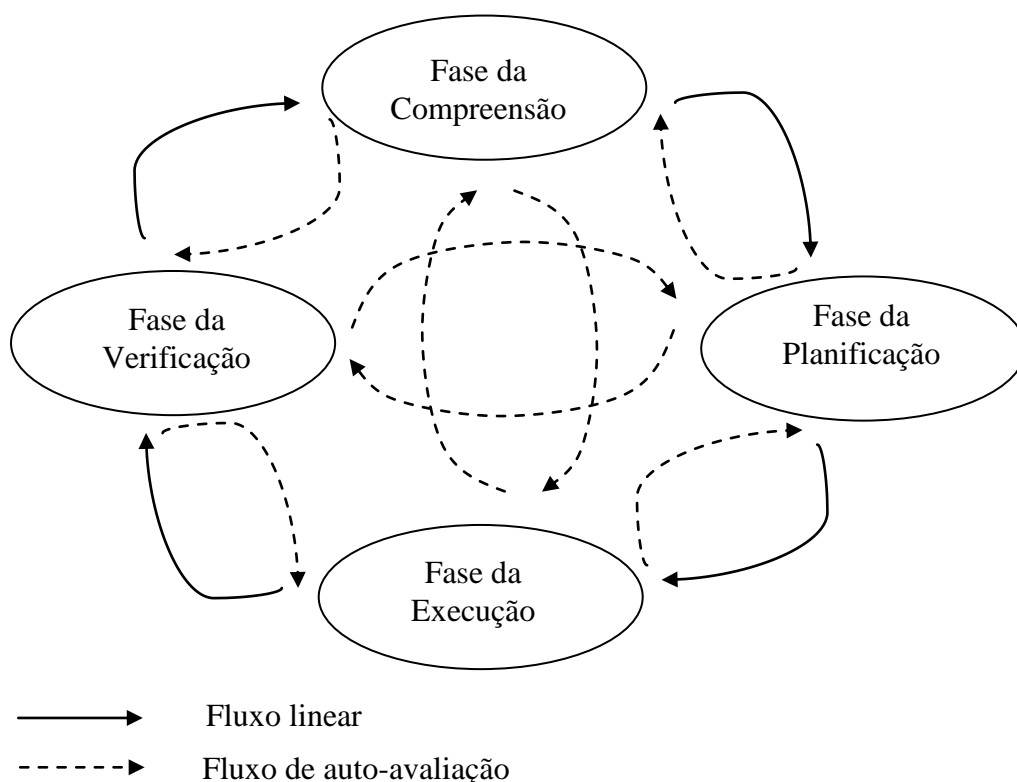 Fase da
Compreensão
Fase da
Verificação
Fase da
Planificação
Fase da
Execução
Fluxo linear
Fluxo de auto-avaliação